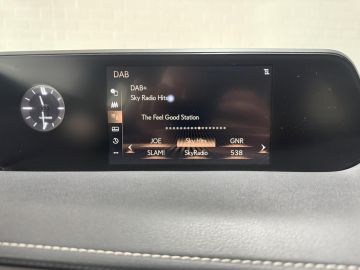 DAB
DAB+
Sky Radio Hits
The Feel Good Station
JOE Sky Hits GNR
SLAM! SkyRadio 538